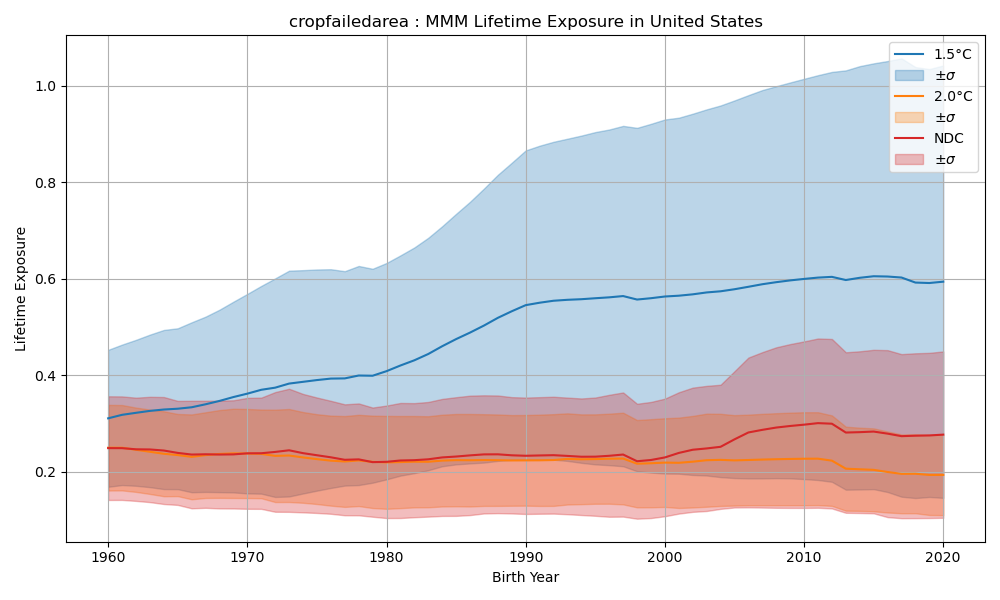 cropfailedarea : MMM Lifetime Exposure in United States
1.5°C
±σ
2.0°C
±σ
NDC
±σ
Lifetime Exposure
1.0
0.8
0.6
0.4
0.2
1960 1970 1980 1990 2000 2010 2020
Birth Year